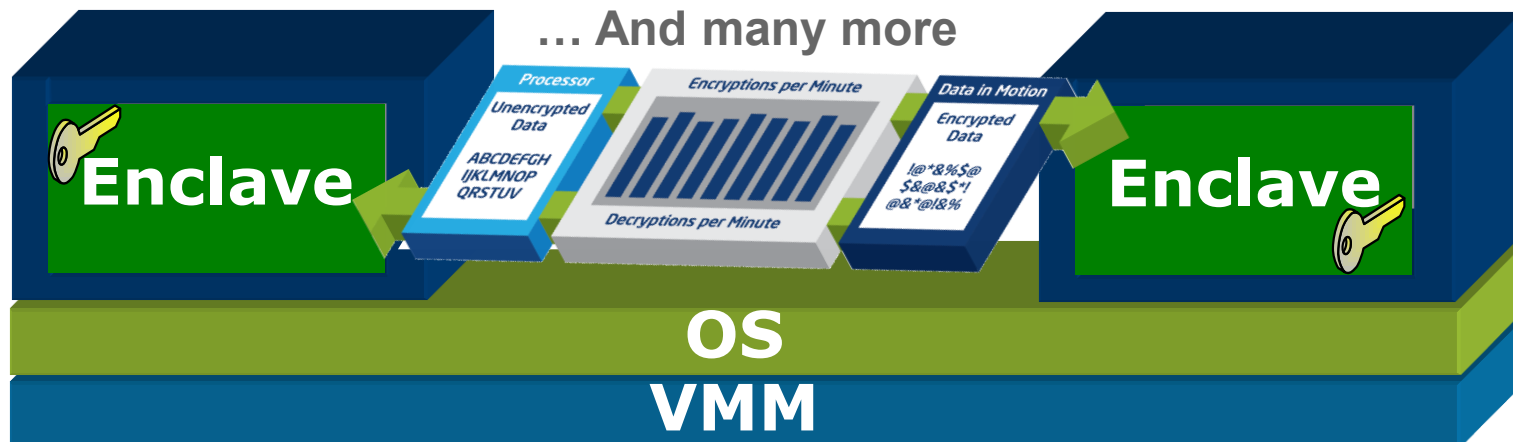 … And many more
Processor
Unencrypted
Data
ABCDEFGH
IJKLMNOP
QRSTUV
Encryptions per Minute
Decryptions per Minute
Data in Motion
Encrypted
Data
!@*&%$@
$&@&$*!
@&*@!&%
Enclave
Enclave
OS
VMM